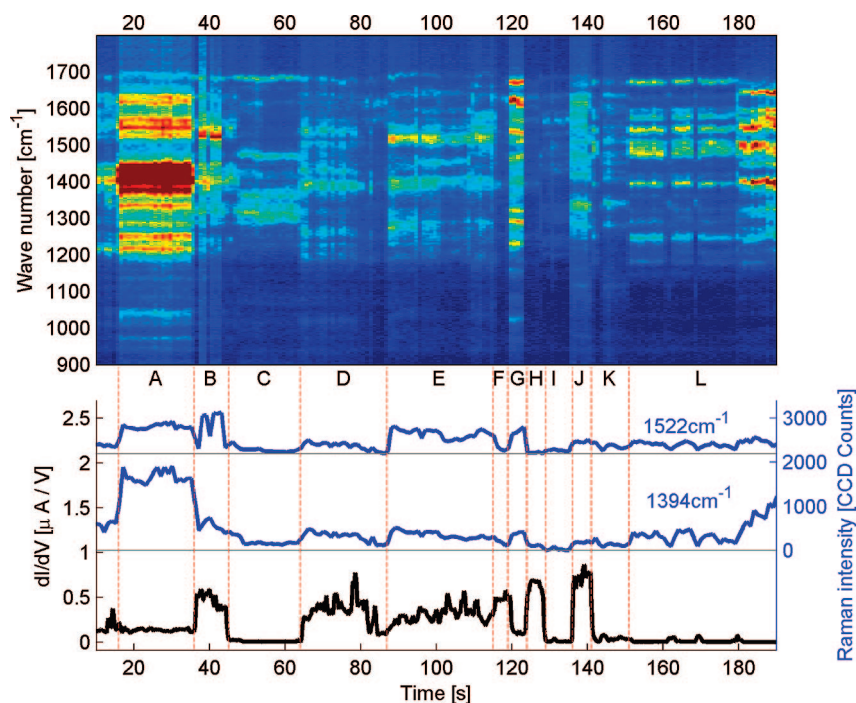 20 40 60 80 100 120 140 160 180
Wave number [cm-1]
1700
1600
1500
1400
1300
1200
1100
1000
900
A B C D E F G H I J K L
2.5
2
1.5
1
0.5
0
dI/dV [μ A / V]
1522cm-1
1394cm-1
3000
2000
1000
0
Raman intensity [CCD Counts]
20 40 60 80 100 120 140 160 180
Time [s]